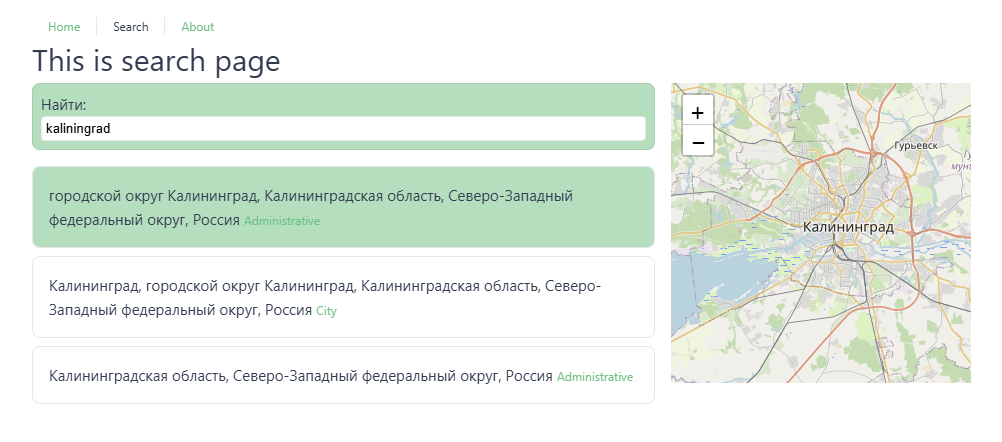 Home Search About
This is search page
Найти:
kaliningrad
городской округ Калининград, Калининградская область, Северо-Западный
федеральный округ, Россия Administrative
Калининград, городской округ Калининград, Калининградская область, Северо-
Западный федеральный округ, Россия City
Калининградская область, Северо-Западный федеральный округ, Россия Administrative
+
−
Гурьевск
муни
Калининград